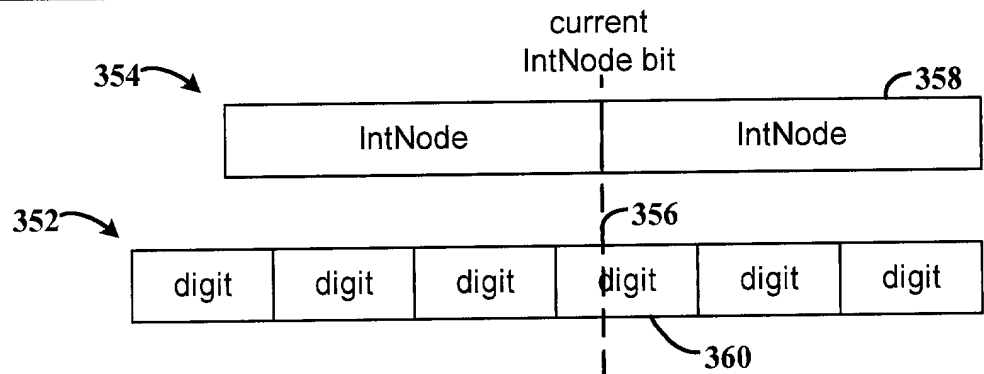 current
IntNode bit
354
358
IntNode IntNode
352
356
digit digit digit digit digit digit
360